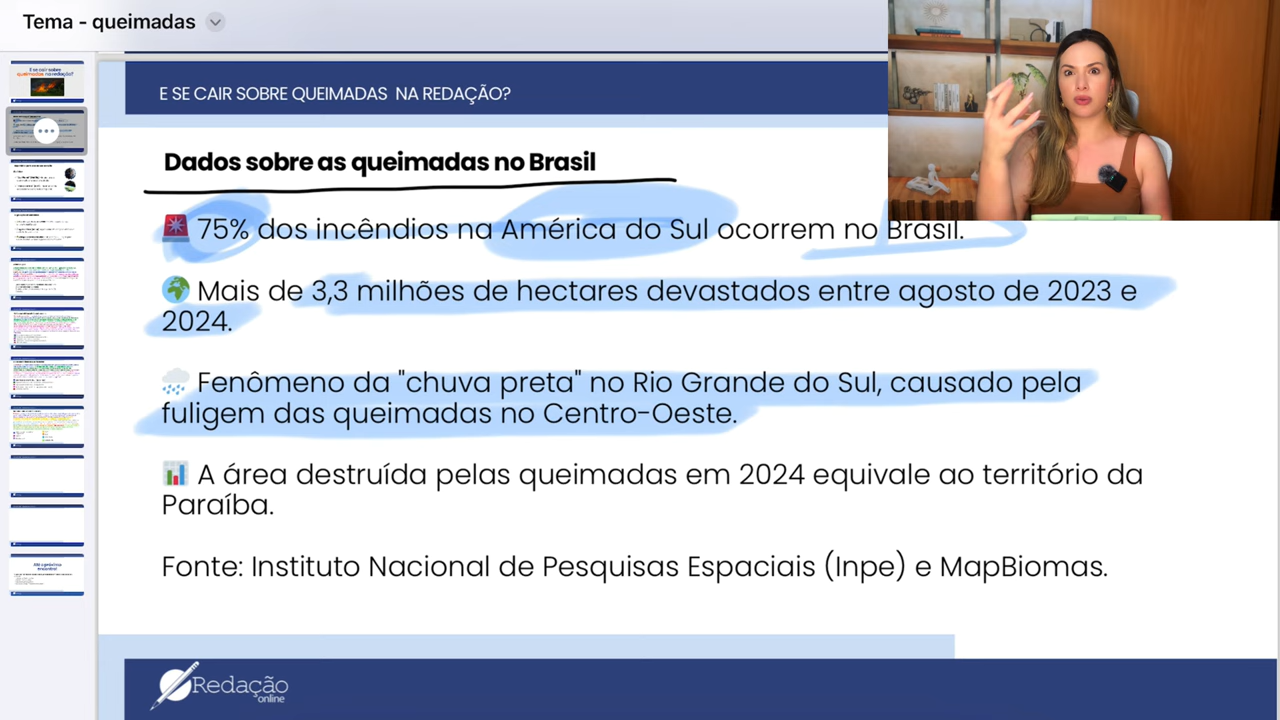 Tema - queimadas
E SE CAIR SOBRE QUEIMADAS NA REDAÇÃO?
Dados sobre as queimadas no Brasil
75% dos incêndios na América do Sul ocorrem no Brasil.
Mais de 3,3 milhões de hectares devastados entre agosto de 2023 e
2024.
Fenômeno da "chuva preta" no Rio Grande do Sul, causado pela
fuligem das queimadas no Centro-Oeste.
A área destruída pelas queimadas em 2024 equivale ao território da
Paraíba.
Fonte: Instituto Nacional de Pesquisas Espaciais (Inpe) e MapBiomas.
Redação
online